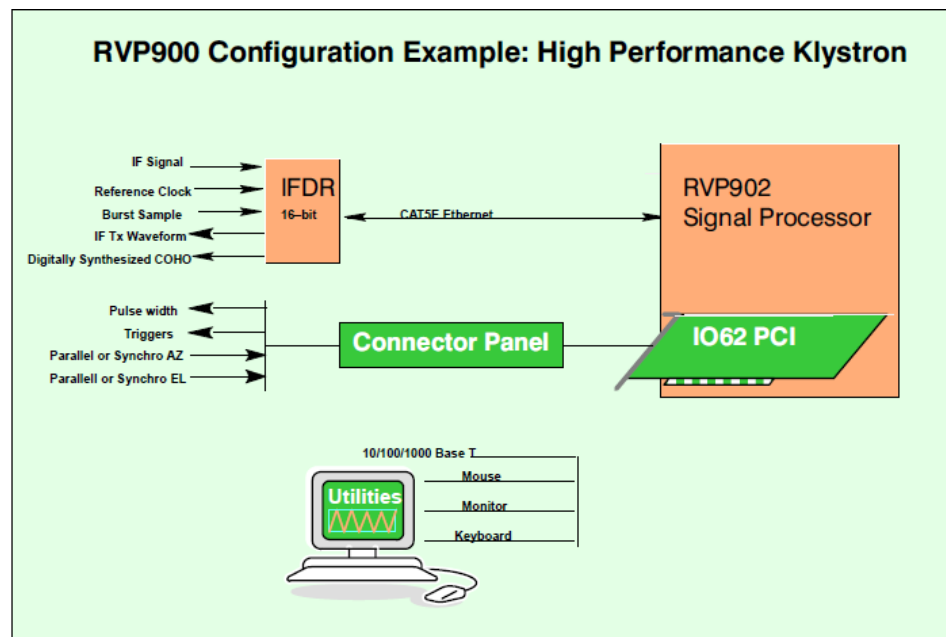 RVP900 Configuration Example: High Performance Klystron
IF Signal
Reference Clock
Burst Sample
IF Tx Waveform
Digitally Synthesized COHO
IFDR
16–bit
CAT5E Ethernet
RVP902
Signal Processor
Pulse width
Triggers
Parallel or Synchro AZ
Parallell or Synchro EL
Connector Panel
IO62 PCI
10/100/1000 Base T
Mouse
Monitor
Keyboard
Utilities